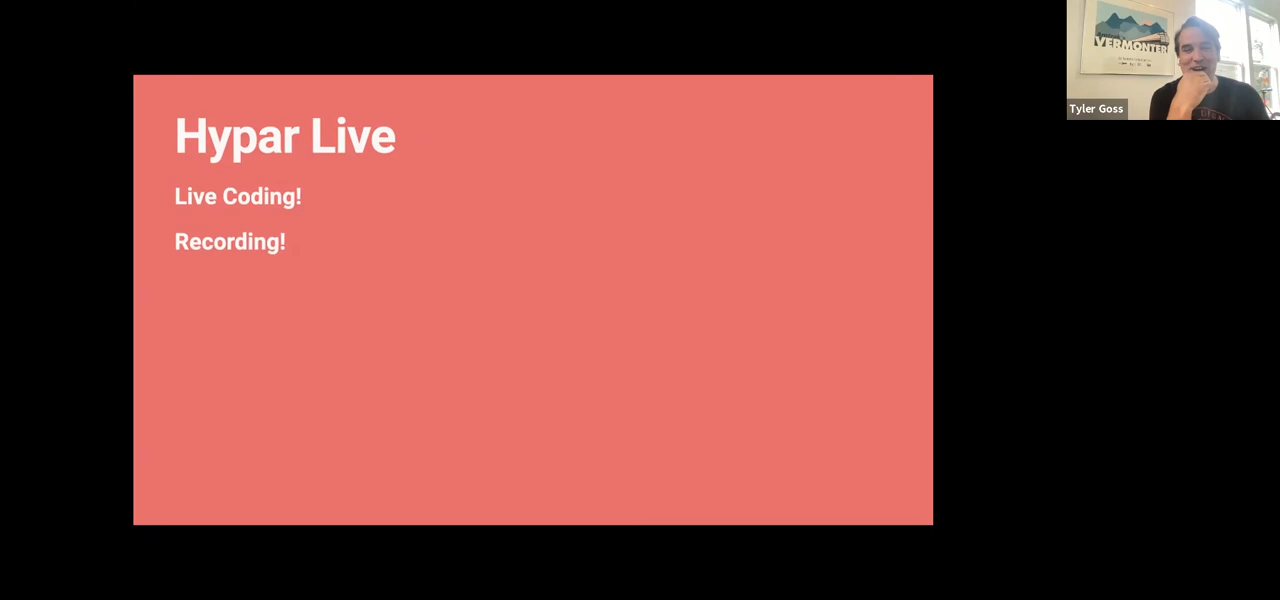 Hypar Live
Live Coding!
Recording!
VERMONTER
Tyler Goss